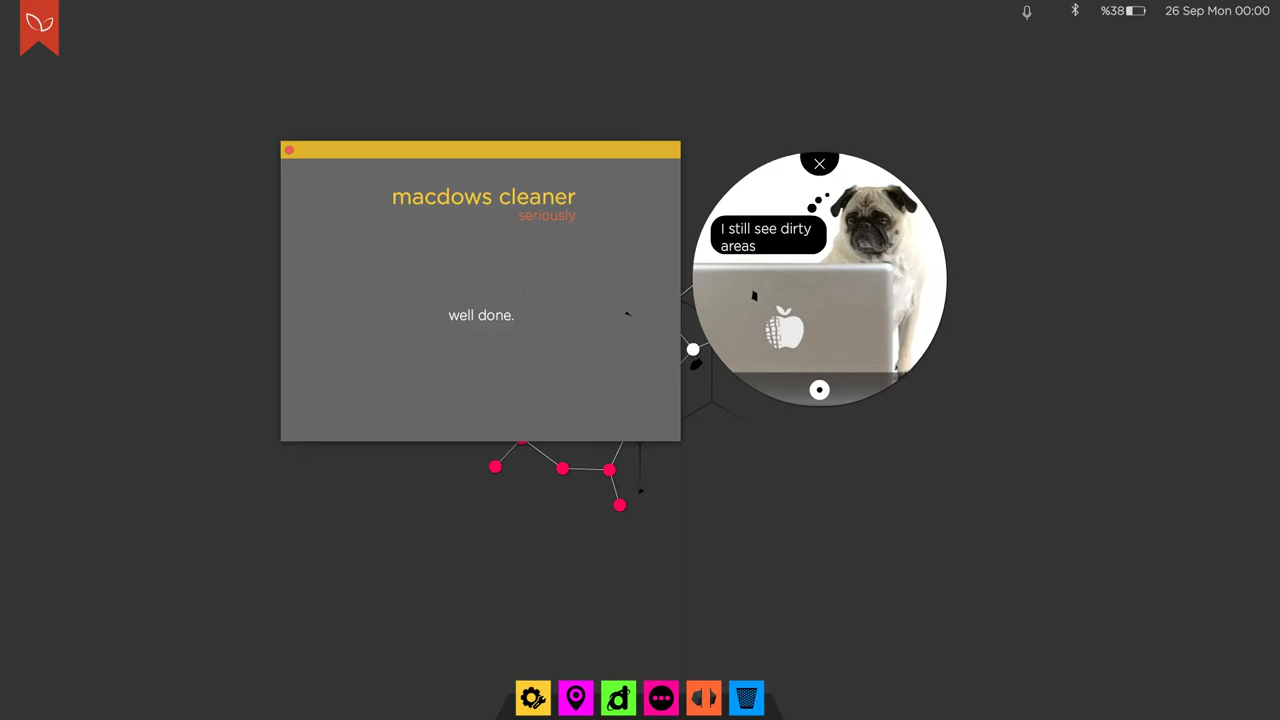 %38
26 Sep Mon 00:00
macdows cleaner
seriously
well done.
I still see dirty
areas